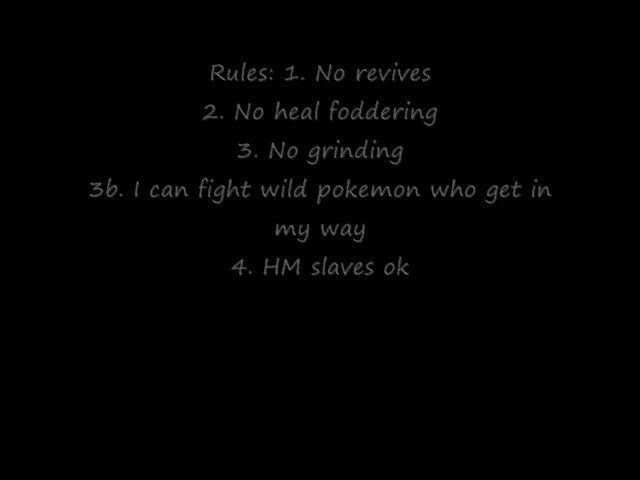 Rules: 1. No revives
2. No heal foddering
3. No grinding
3b. I can fight wild pokemon who get in
my way
4. HM slaves ok